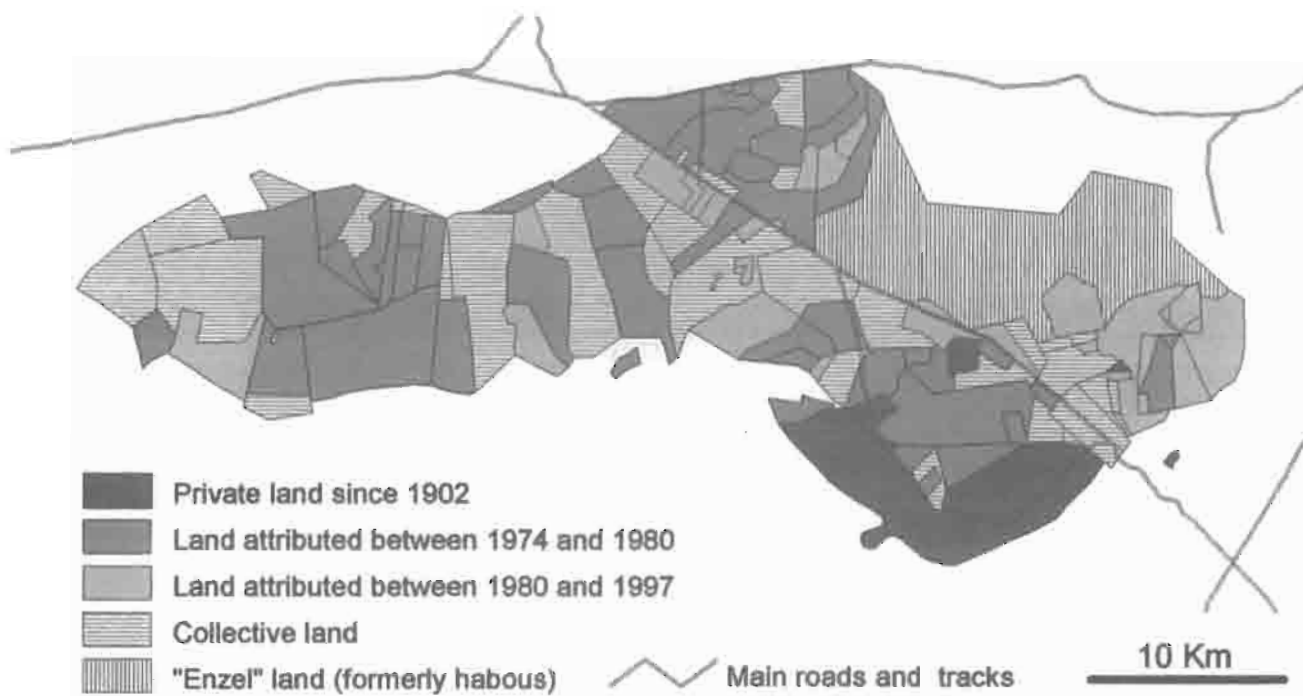 Private land since 1902
Land attributed between 1974 and 1980
Land attributed between 1980 and 1997
Collective land
"Enzel" land (formerly habous)
Main roads and tracks
10 Km